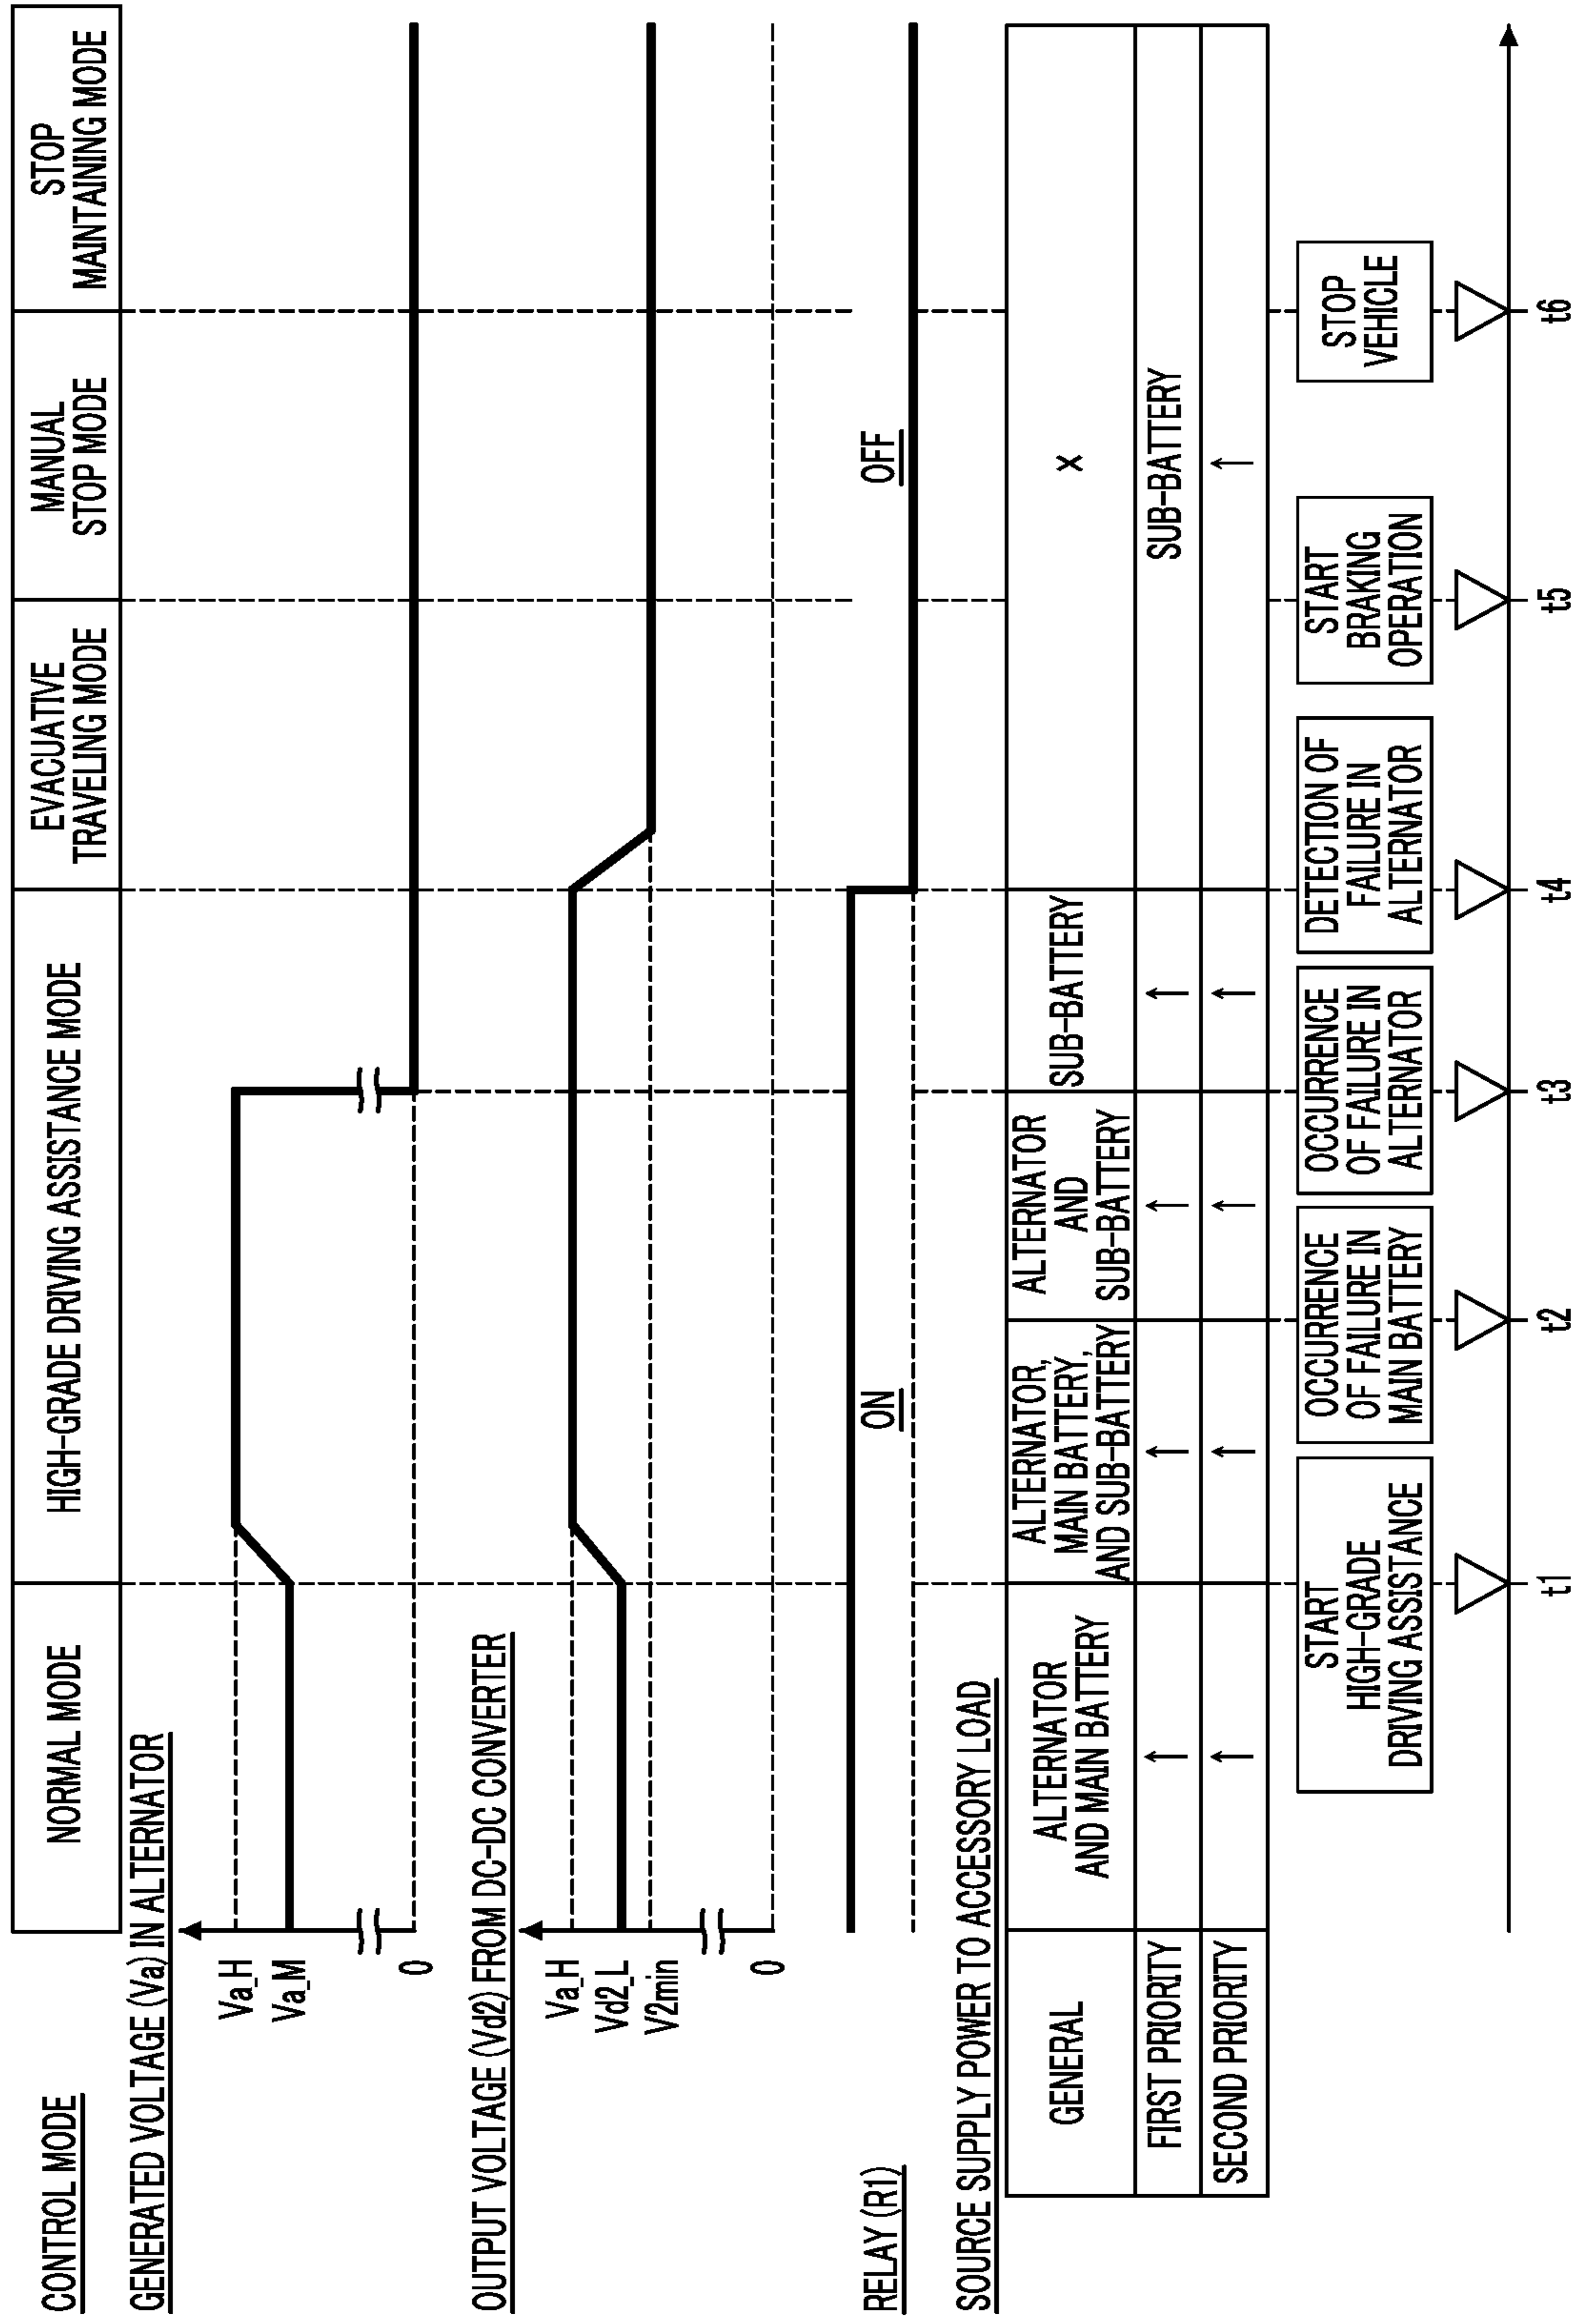 CONTROL MODE
NORMAL MODE
HIGH-GRADE DRIVING ASSISTANCE MODE
EVACUATIVE
TRAVELING MODE
MANUAL
STOP MODE
STOP
MAINTAINING MODE
GENERATED VOLTAGE (Va) IN ALTERNATOR
Va_H
Va_M
0
OUTPUT VOLTAGE (Vd2) FROM DC-DC CONVERTER
Va_H
Vd2_L
V2min
0
RELAY (R1)
ON
OFF
SOURCE SUPPLY POWER TO ACCESSORY LOAD
GENERAL
ALTERNATOR
AND MAIN BATTERY
ALTERNATOR,
MAIN BATTERY,
AND SUB-BATTERY
ALTERNATOR
AND
SUB-BATTERY
SUB-BATTERY
X
FIRST PRIORITY
↑
↑
↑
↑
SUB-BATTERY
SECOND PRIORITY
↑
↑
↑
↑
↑
START
HIGH-GRADE
DRIVING ASSISTANCE
OCCURRENCE
OF FAILURE IN
MAIN BATTERY
OCCURRENCE
OF FAILURE IN
ALTERNATOR
DETECTION OF
FAILURE IN
ALTERNATOR
START
BRAKING
OPERATION
STOP
VEHICLE
t1
t2
t3
t4
t5
t6